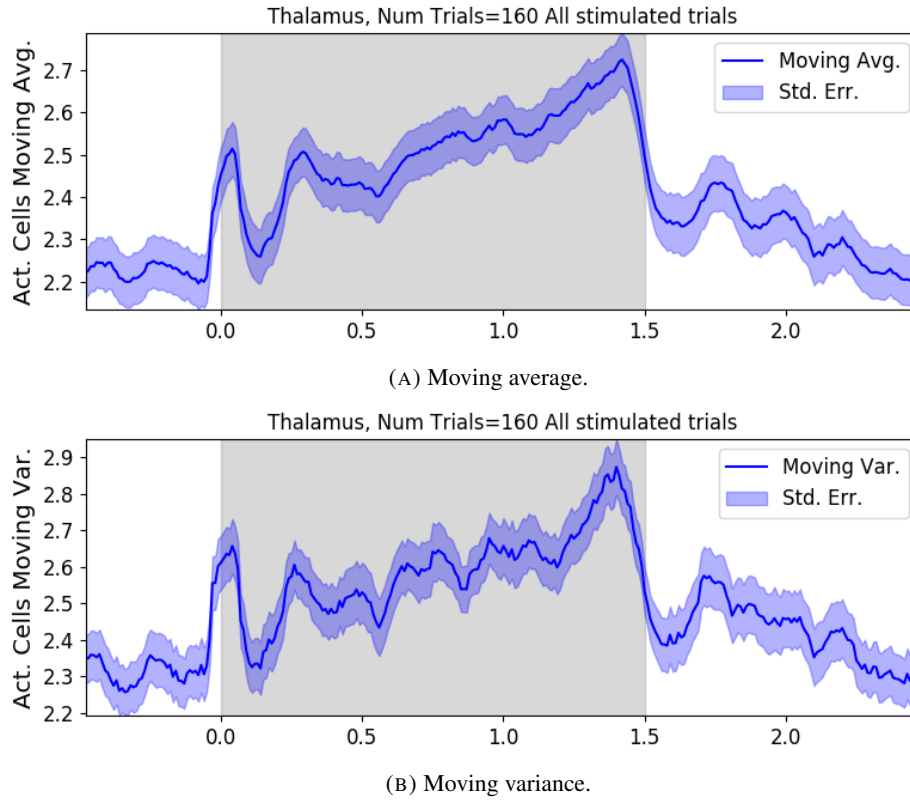 Thalamus, Num Trials=160 All stimulated trials
Act. Cells Moving Avg.
2.7
2.6
2.5
2.4
2.3
2.2
Moving Avg.
Std. Err.
0.0 0.5 1.0 1.5 2.0
(A) Moving average.
Thalamus, Num Trials=160 All stimulated trials
Act. Cells Moving Var.
2.9
2.8
2.7
2.6
2.5
2.4
2.3
2.2
Moving Var.
Std. Err.
0.0 0.5 1.0 1.5 2.0
(B) Moving variance.